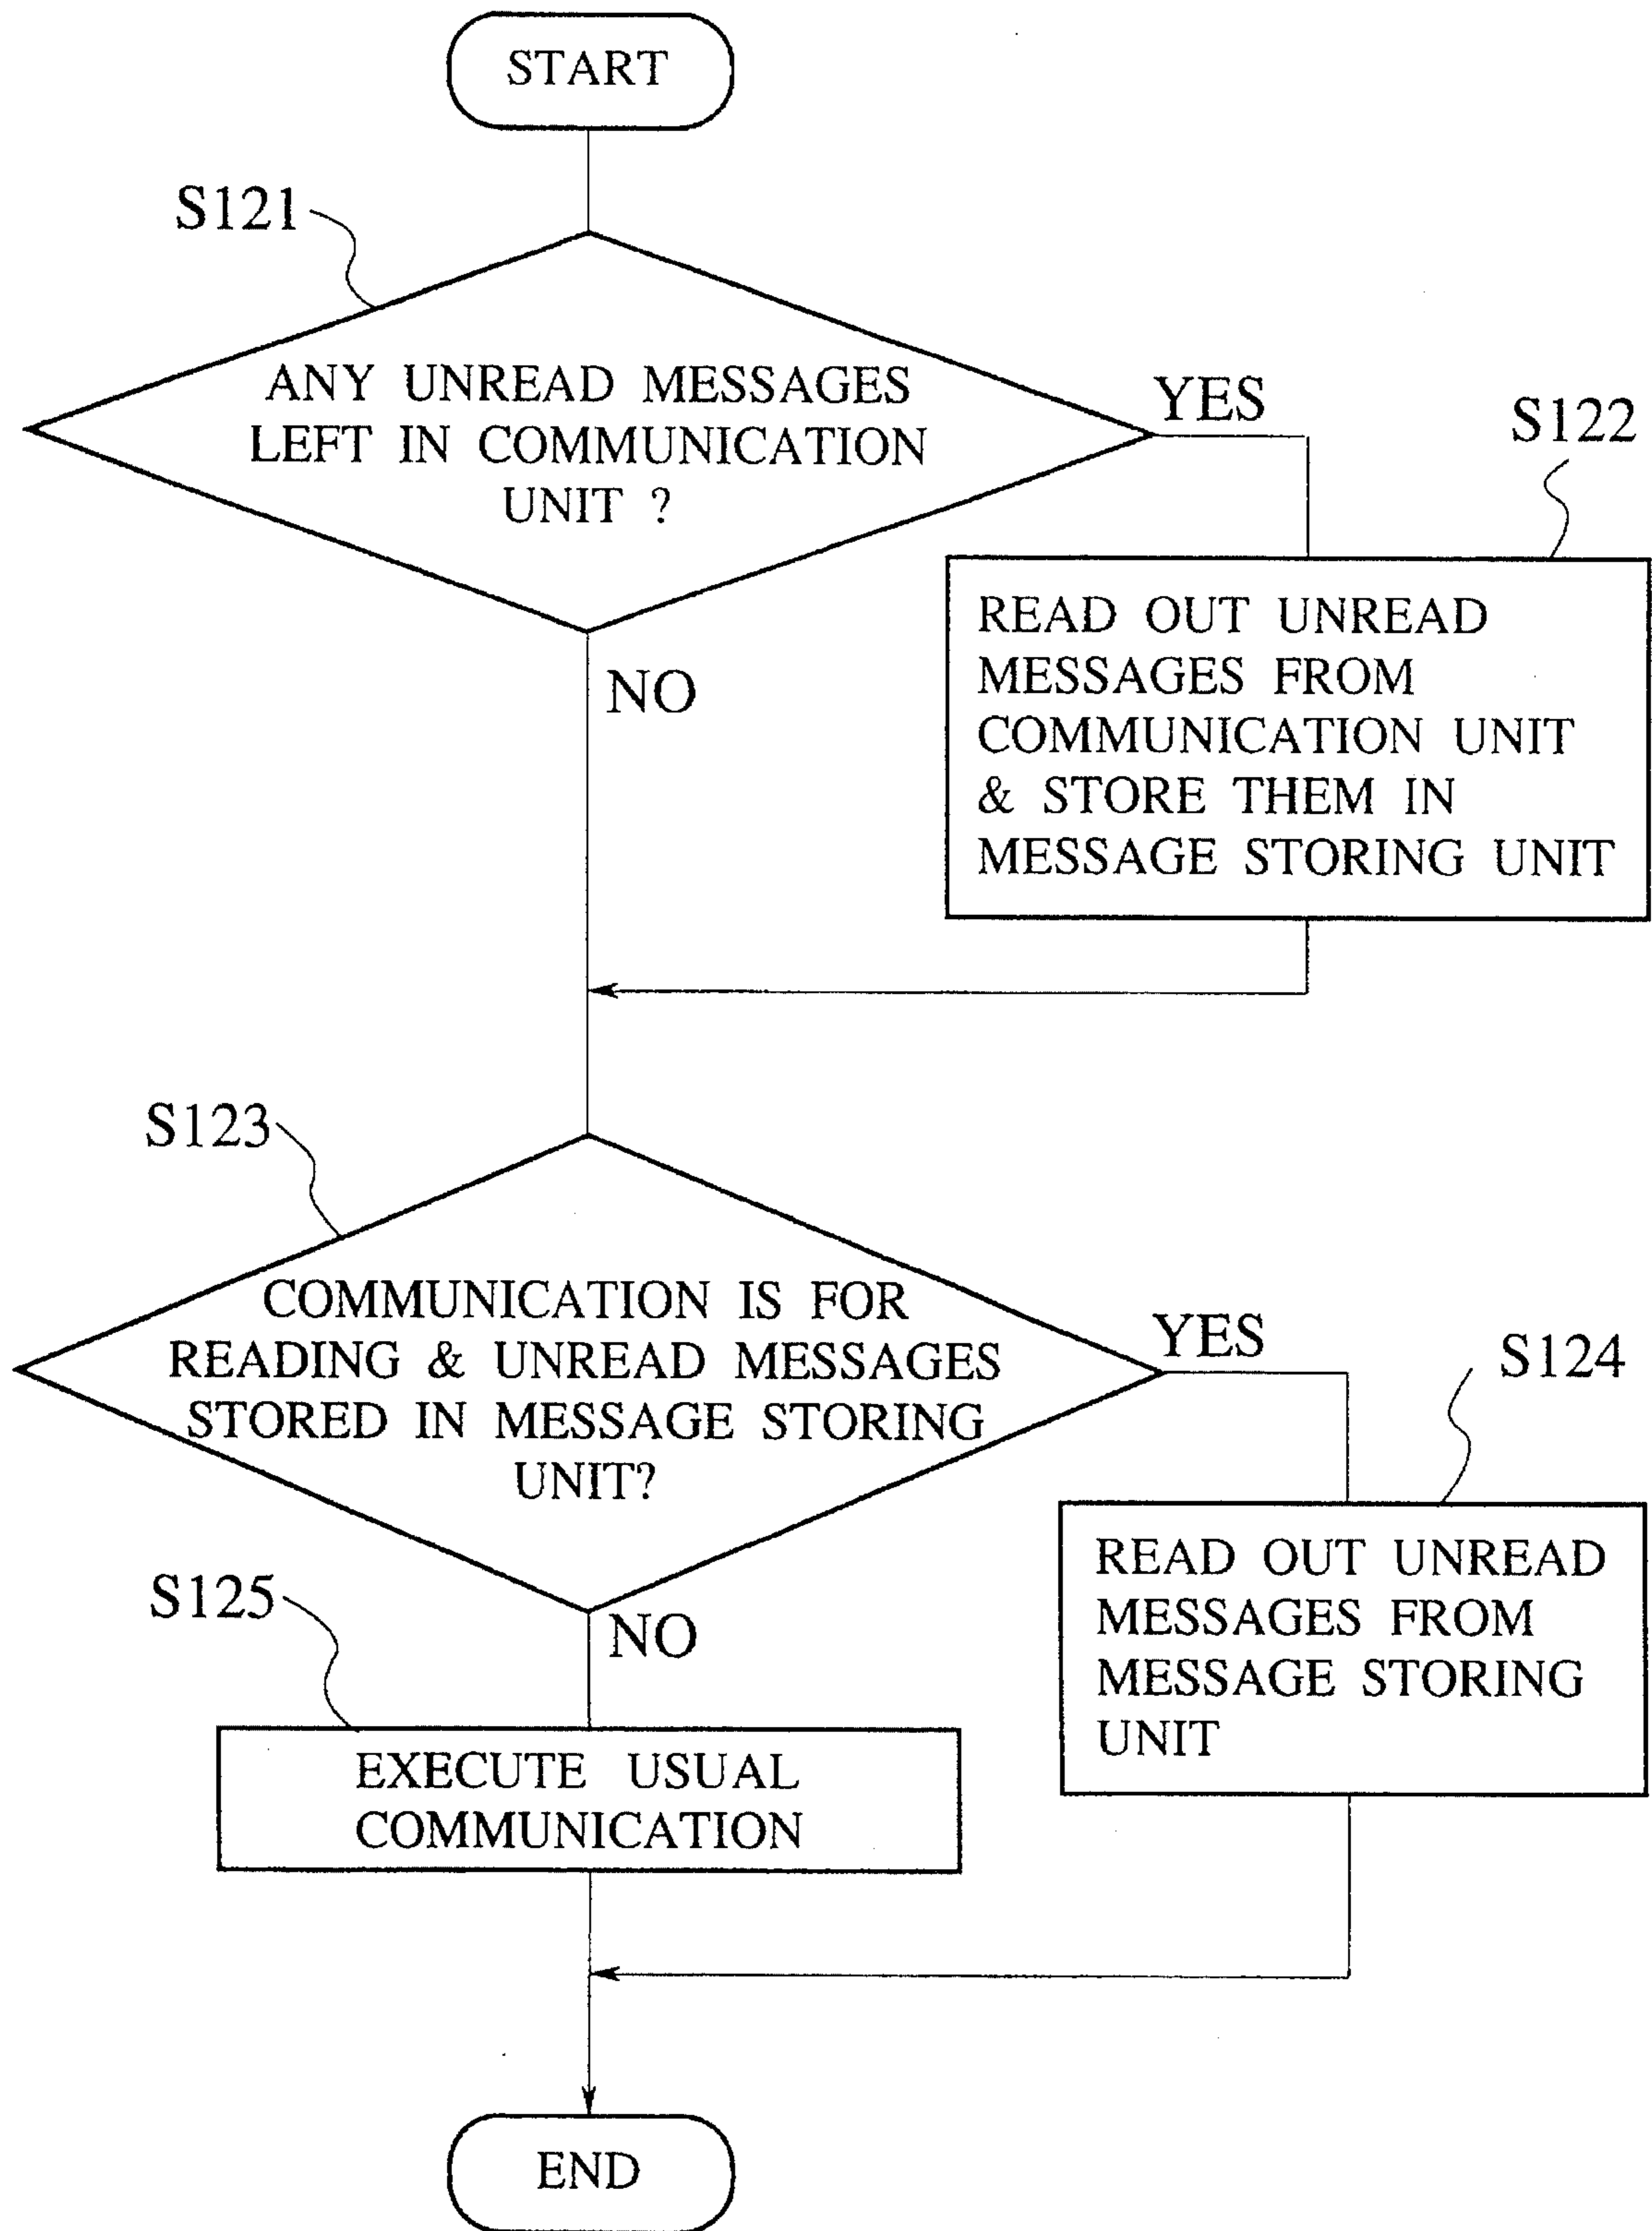 START
S121
ANY UNREAD MESSAGES
LEFT IN COMMUNICATION
UNIT ?
YES
S122
READ OUT UNREAD
MESSAGES FROM
COMMUNICATION UNIT
& STORE THEM IN
MESSAGE STORING UNIT
NO
S123
COMMUNICATION IS FOR
READING & UNREAD MESSAGES
STORED IN MESSAGE STORING
UNIT?
YES
S124
READ OUT UNREAD
MESSAGES FROM
MESSAGE STORING
UNIT
NO
S125
EXECUTE USUAL
COMMUNICATION
END